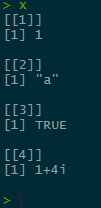 > x
[[1]]
[1] 1
[[2]]
[1] "a"
[[3]]
[1] TRUE
[[4]]
[1] 1+4i
>